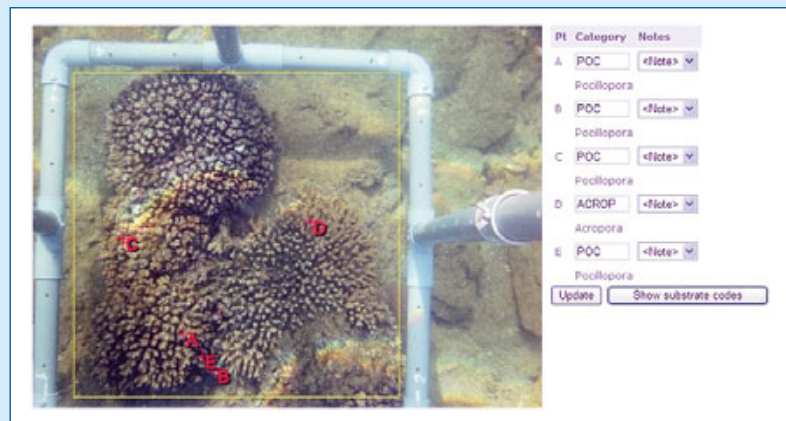 Pt Category Notes
A POC <Note>
Pocillopora
B POC <Note>
Pocillopora
C POC <Note>
Pocillopora
D ACROP <Note>
Acropora
E POC <Note>
Pocillopora
Update Show substrate codes
C
D
A
E
B